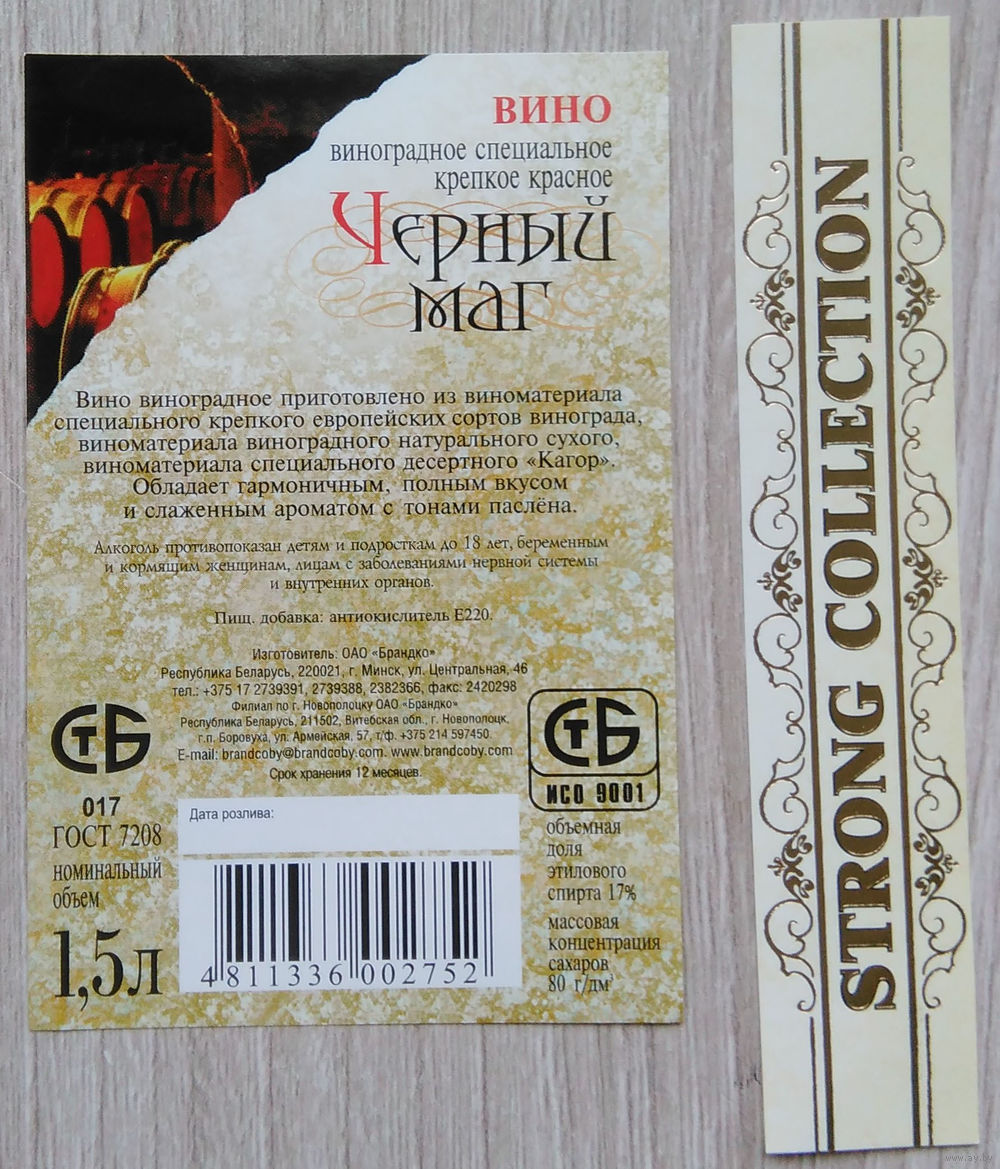 ВИНО
виноградное специальное
крепкое красное
Черный
маг
Вино виноградное приготовлено из виноматериала
специального крепкого европейских сортов винограда,
виноматериала виноградного натурального сухого,
виноматериала специального десертного «Кагор».
Обладает гармоничным, полным вкусом
и слаженным ароматом с тонами паслёна.
Алкоголь противопоказан детям и подросткам до 18 лет, беременным
и кормящим женщинам, лицам с заболеваниями нервной системы
и внутренних органов.
Пищ. добавка: антиокислитель Е220.
Изготовитель: ОАО «Брандко»
Республика Беларусь, 220021, г. Минск, ул. Центральная, 46
тел.: +375 17 2739391, 2739388, 2382366, факс: 2420298
Филиал по г. Новополоцку ОАО «Брандко»
Республика Беларусь, 211502, Витебская обл., г. Новополоцк,
г.п. Боровуха, ул. Армейская, 57, т/ф. +375 214 597450.
E-mail: brandcoby@brandcoby.com. www.brandcoby.com
Срок хранения 12 месяцев.
СТБ
017
ГОСТ 7208
номинальный
объем
1,5л
Дата розлива:
4 811336 002752
СТБ
ИСО 9001
объемная
доля
этилового
спирта 17%
массовая
концентрация
сахаров
80 г/дм³
STRONG COLLECTION
www.ay.by